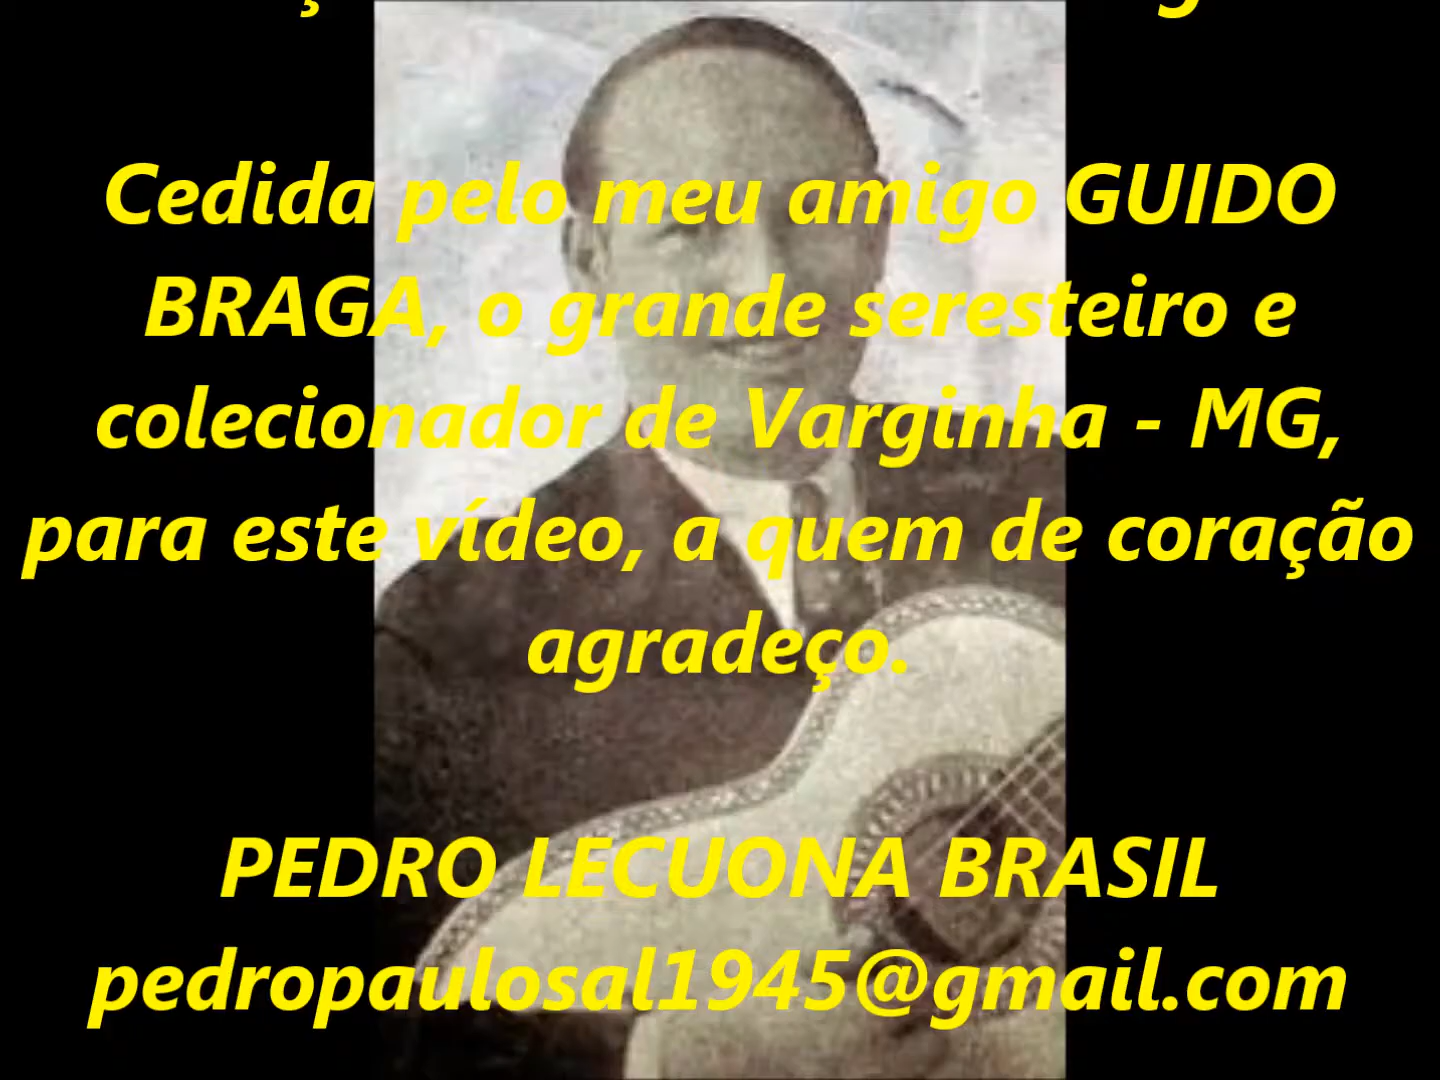 Cedida pelo meu amigo GUIDO
BRAGA, o grande seresteiro e
colecionador de Varginha - MG,
para este vídeo, a quem de coração
agradeço.
PEDRO LECUONA BRASIL
pedropaulosal1945@gmail.com